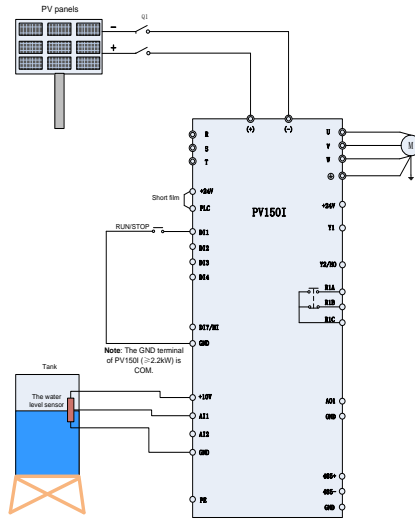 PV panels
Q1
−
+
(+) (-)
R
S
T
U
V
W
M
+24V
PLC
Short film
PV150I
+24V
RUN/STOP
DI1
DI2
DI3
DI4
Y1
Y2/HO
R1A
R1B
R1C
DI7/HI
GND
Note: The GND terminal
of PV150I (≥2.2kW) is
COM.
Tank
The water
level sensor
+10V
AI1
AI2
GND
AO1
GND
PE
485+
485-
GND